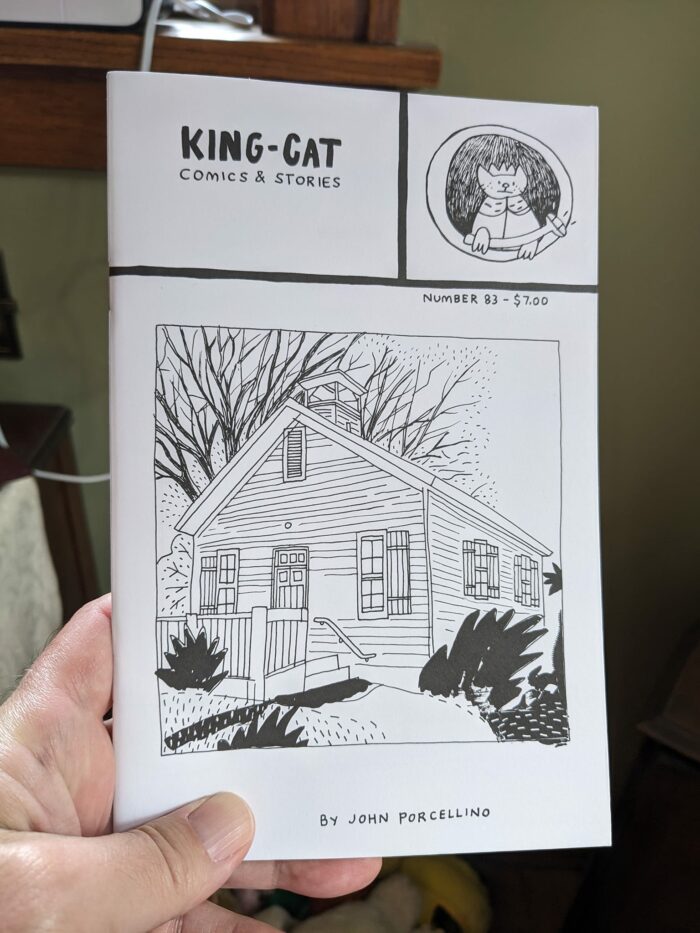 KING-CAT
COMICS & STORIES
NUMBER 83 - $7.00
BY JOHN PORCELLINO